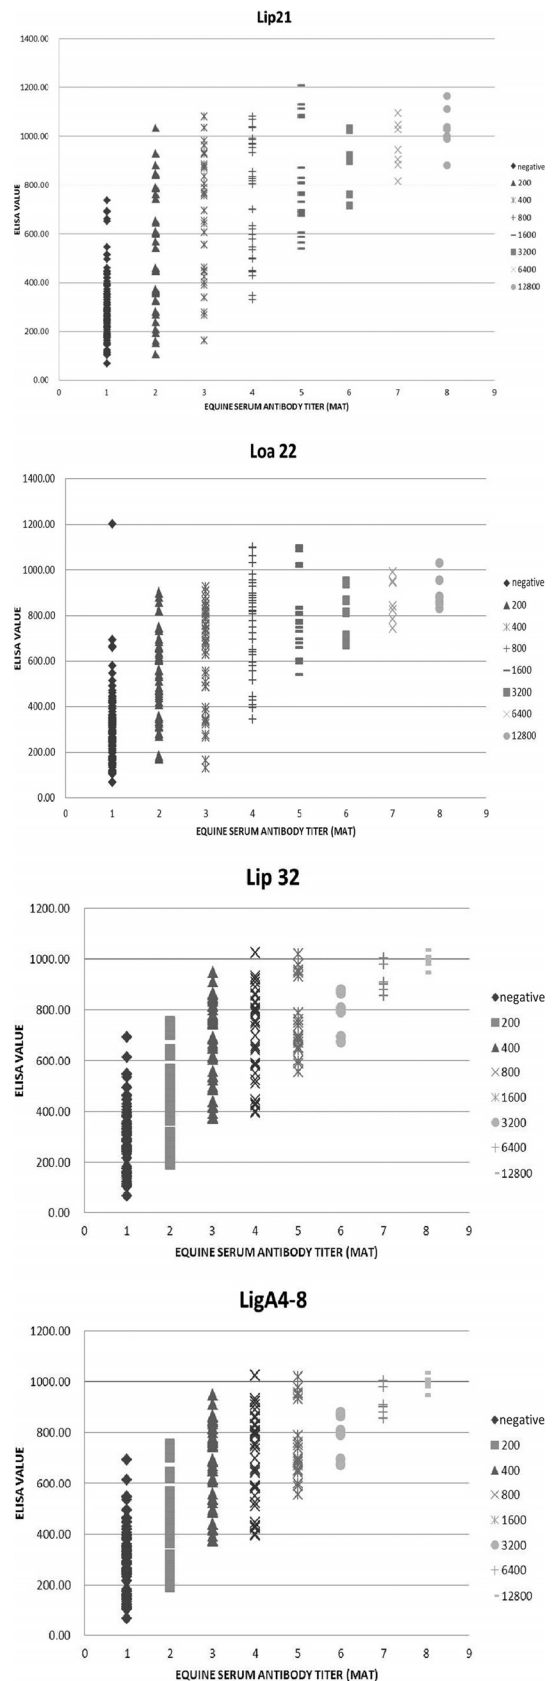 Lip21
1400.00
1200.00
1000.00
800.00
600.00
400.00
200.00
0.00
ELISA VALUE
0 1 2 3 4 5 6 7 8 9
EQUINE SERUM ANTIBODY TITER (MAT)
negative
200
400
800
1600
3200
6400
12800
Loa 22
1400.00
1200.00
1000.00
800.00
600.00
400.00
200.00
0.00
ELISA VALUE
0 1 2 3 4 5 6 7 8 9
EQUINE SERUM ANTIBODY TITER (MAT)
negative
200
400
800
1600
3200
6400
12800
Lip 32
1200.00
1000.00
800.00
600.00
400.00
200.00
0.00
ELISA VALUE
0 1 2 3 4 5 6 7 8 9
EQUINE SERUM ANTIBODY TITER (MAT)
negative
200
400
800
1600
3200
6400
12800
LigA4-8
1200.00
1000.00
800.00
600.00
400.00
200.00
0.00
ELISA VALUE
0 1 2 3 4 5 6 7 8 9
EQUINE SERUM ANTIBODY TITER (MAT)
negative
200
400
800
1600
3200
6400
12800